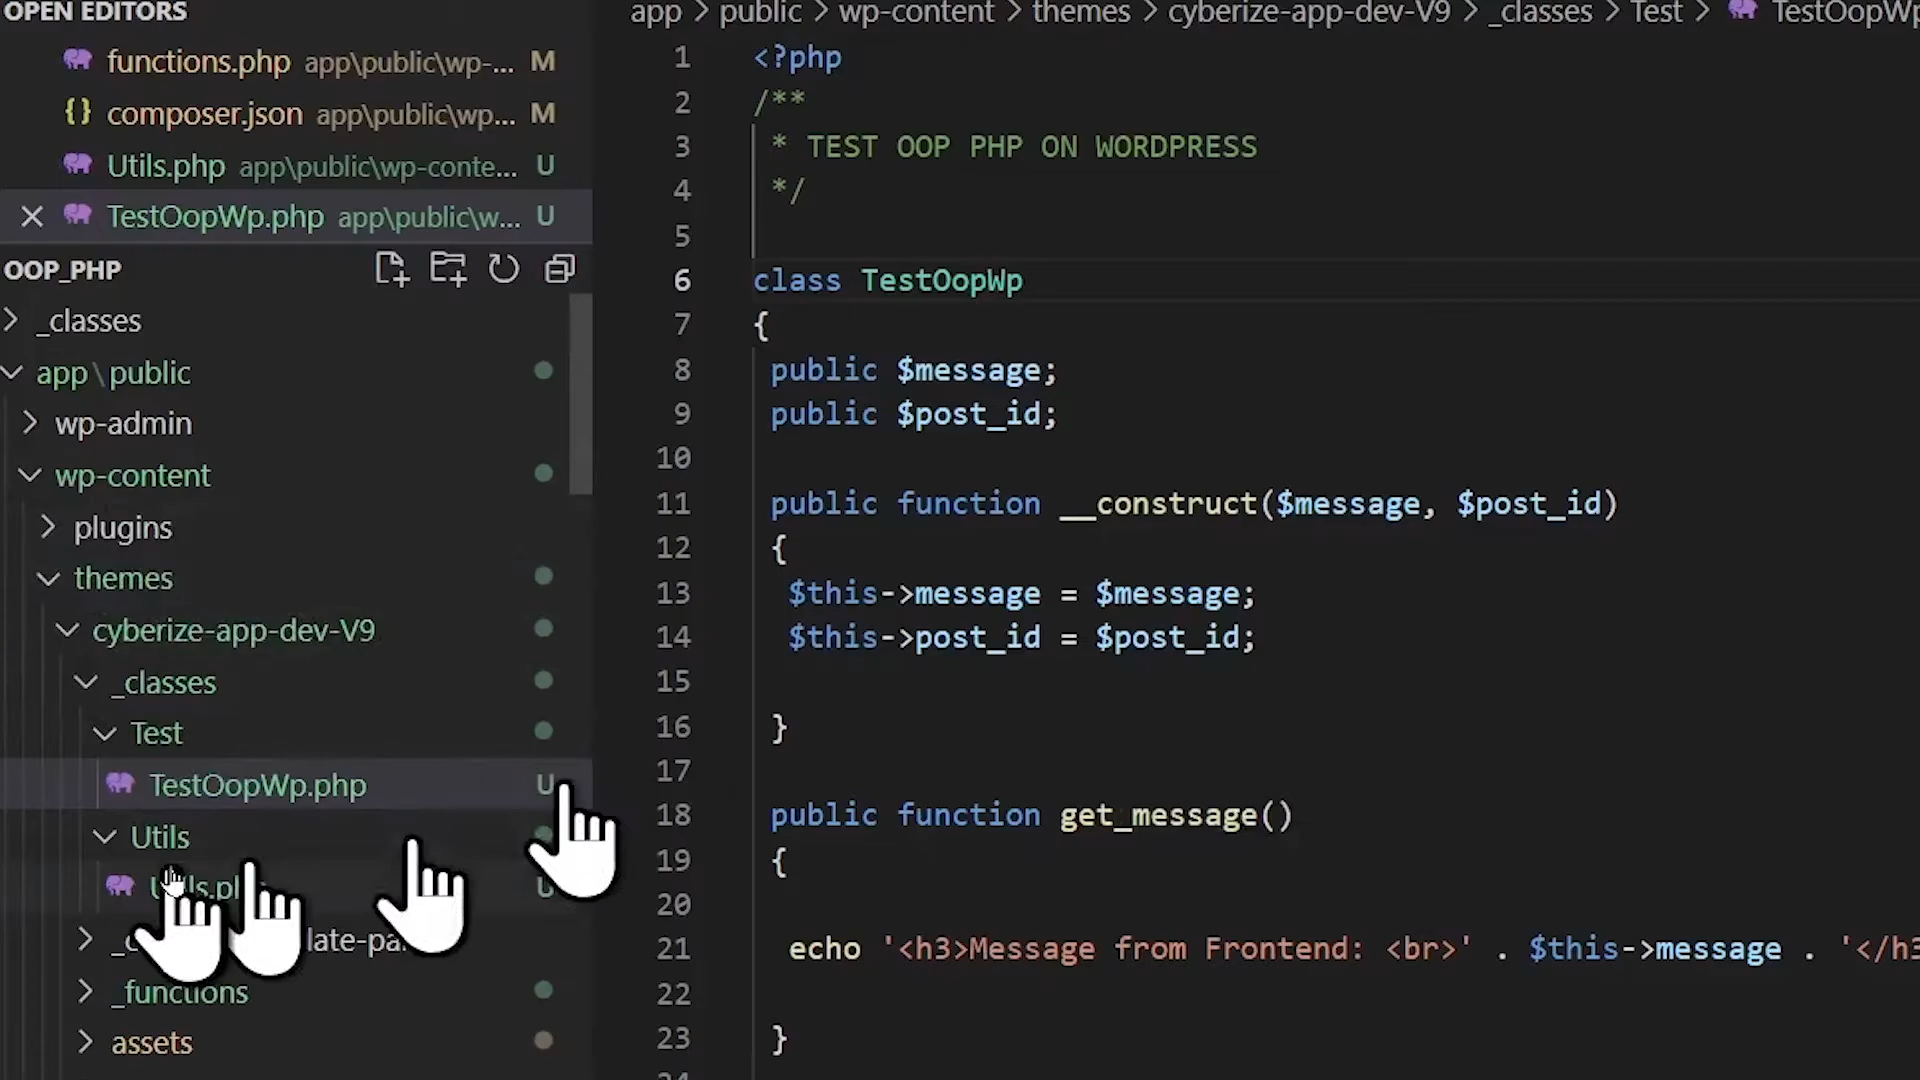 OPEN EDITORS
functions.php app\public\wp-... M
{} composer.json app\public\wp... M
Utils.php app\public\wp-conte... U
TestOopWp.php app\public\w... U
OOP_PHP
_classes
app\public
wp-admin
wp-content
plugins
themes
cyberize-app-dev-V9
_classes
Test
TestOopWp.php U
Utils
U
_functions
assets
app > public > wp-content > themes > cyberize-app-dev-V9 > _classes > Test > TestOopWp
1 <?php
2 /**
3 * TEST OOP PHP ON WORDPRESS
4 */
5
6 class TestOopWp
7 {
8 public $message;
9 public $post_id;
10
11 public function __construct($message, $post_id)
12 {
13 $this->message = $message;
14 $this->post_id = $post_id;
15
16 }
17
18 public function get_message()
19 {
20
21 echo '<h3>Message from Frontend: <br>' . $this->message . '</h3
22
23 }